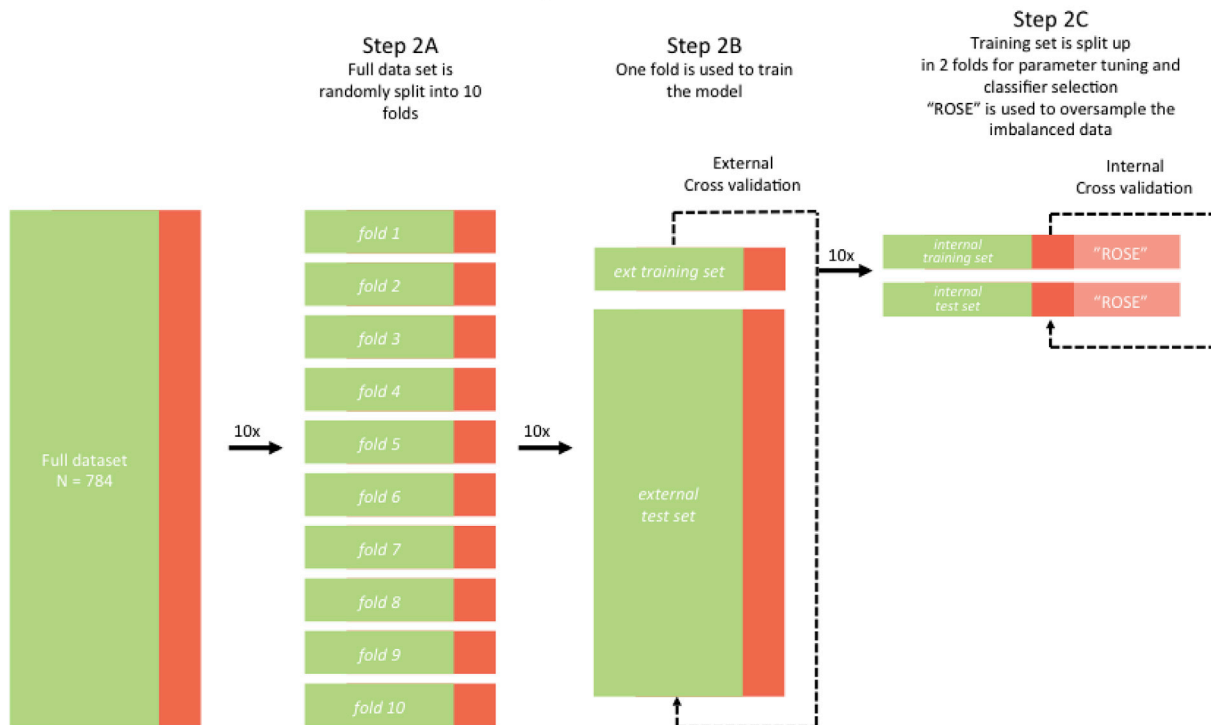 Step 2A
Full data set is
randomly split into 10
folds
Step 2B
One fold is used to train
the model
Step 2C
Training set is split up
in 2 folds for parameter tuning and
classifier selection
“ROSE” is used to oversample the
imbalanced data
External
Cross validation
Internal
Cross validation
Full dataset
N = 784
10x
fold 1
fold 2
fold 3
fold 4
fold 5
fold 6
fold 7
fold 8
fold 9
fold 10
10x
ext training set
external
test set
10x
internal
training set
“ROSE”
internal
test set
“ROSE”